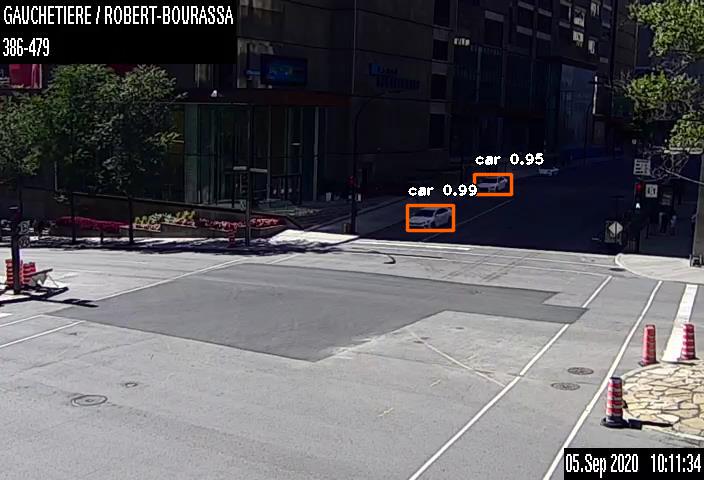 GAUCHETIERE / ROBERT-BOURASSA
386-479
car 0.95
car 0.99
05.Sep 2020 10:11:34